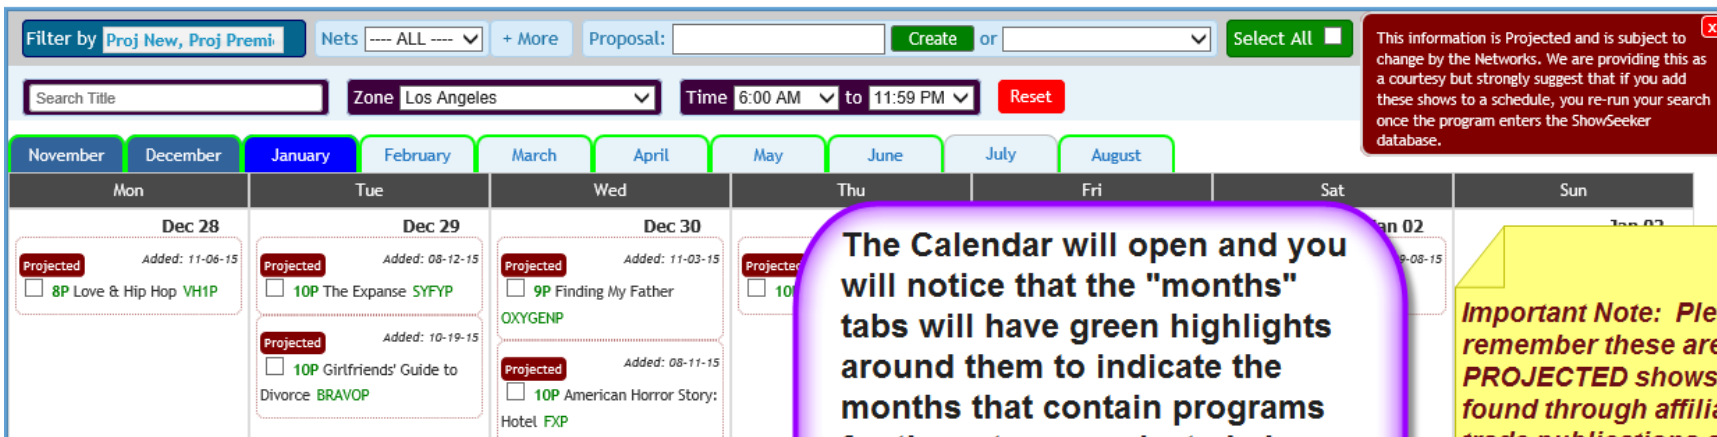 Filter by Proj New, Proj Premi Nets ---- ALL ---- + More Proposal: Create or Select All
This information is Projected and is subject to
change by the Networks. We are providing this as
a courtesy but strongly suggest that if you add
these shows to a schedule, you re-run your search
once the program enters the ShowSeeker
database.
x
Search Title Zone Los Angeles Time 6:00 AM to 11:59 PM Reset
November December January February March April May June July August
Mon Tue Wed Thu Fri Sat Sun
Dec 28
Projected Added: 11-06-15
8P Love & Hip Hop VH1P
Dec 29
Projected Added: 08-12-15
10P The Expanse SYFYP
Projected Added: 10-19-15
10P Girlfriends' Guide to
Divorce BRAVOP
Dec 30
Projected Added: 11-03-15
9P Finding My Father
OXYGENP
Projected Added: 08-11-15
10P American Horror Story:
Hotel FXP
Projected
The Calendar will open and you
will notice that the "months"
tabs will have green highlights
around them to indicate the
months that contain programs
02
-08-15
Important Note: Ple
remember these are
PROJECTED shows
found through affilia